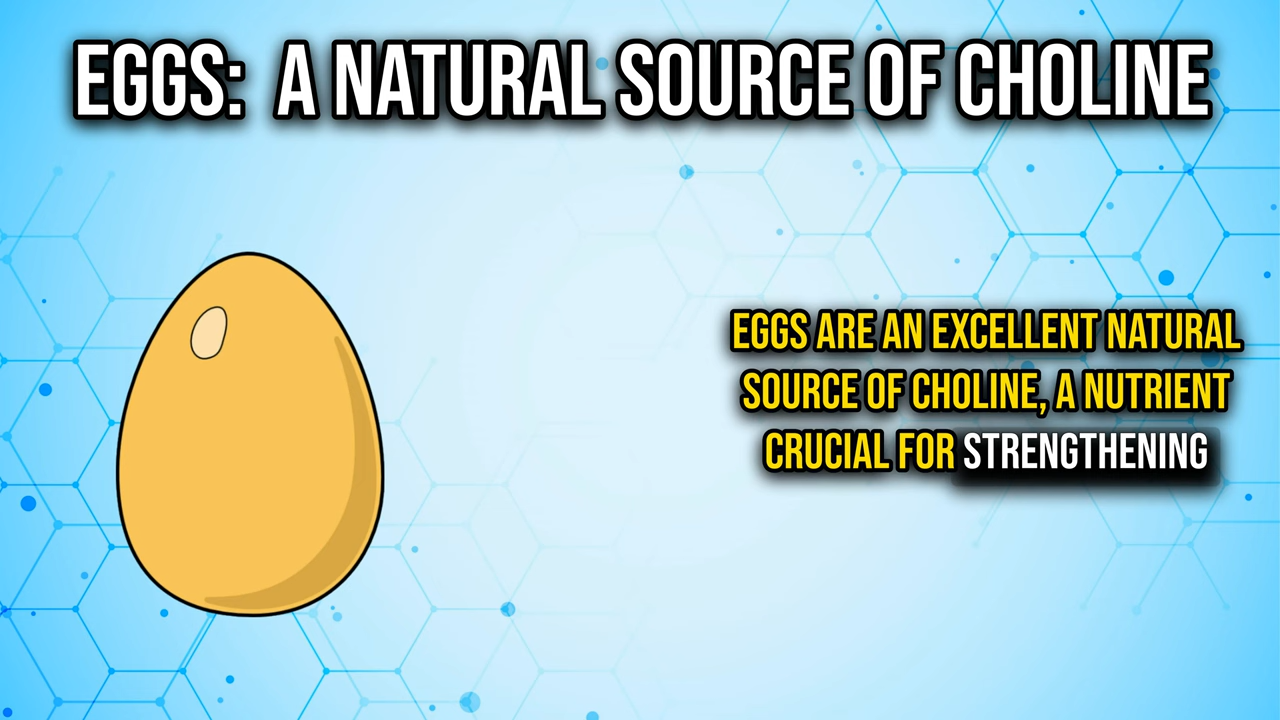 EGGS: A NATURAL SOURCE OF CHOLINE
EGGS ARE AN EXCELLENT NATURAL
SOURCE OF CHOLINE, A NUTRIENT
CRUCIAL FOR STRENGTHENING